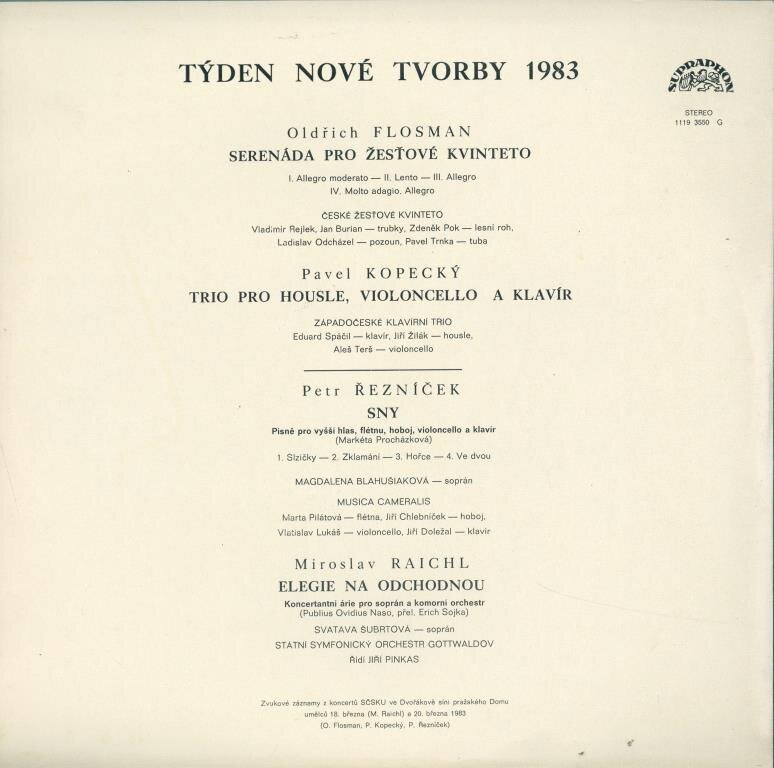 TÝDEN NOVÉ TVORBY 1983
SUPRAPHON
STEREO
1119 3550 G
Oldřich FLOSMAN
SERENÁDA PRO ŽESŤOVÉ KVINTETO
I. Allegro moderato — II. Lento — III. Allegro
IV. Molto adagio. Allegro
ČESKÉ ŽESŤOVÉ KVINTETO
Vladimír Rejlek, Jan Burian — trubky, Zdeněk Pok — lesní roh,
Ladislav Odcházel — pozoun, Pavel Trnka — tuba
Pavel KOPECKÝ
TRIO PRO HOUSLE, VIOLONCELLO A KLAVÍR
ZÁPADOČESKÉ KLAVÍRNÍ TRIO
Eduard Spáčil — klavír, Jiří Žilák — housle,
Aleš Terš — violoncello
Petr ŘEZNÍČEK
SNY
Písně pro vyšší hlas, flétnu, hoboj, violoncello a klavír
(Markéta Procházková)
1. Slzičky — 2. Zklamání — 3. Hořce — 4. Ve dvou
MAGDALENA BLAHUŠIAKOVÁ — soprán
MUSICA CAMERALIS
Marta Pilátová — flétna, Jiří Chlebníček — hoboj,
Vlatislav Lukáš — violoncello, Jiří Doležal — klavír
Miroslav RAICHL
ELEGIE NA ODCHODNOU
Koncertantní árie pro soprán a komorní orchestr
(Publius Ovidius Naso, přel. Erich Sojka)
SVATAVA ŠUBRTOVÁ — soprán
STÁTNÍ SYMFONICKÝ ORCHESTR GOTTWALDOV
Řídí JIŘÍ PINKAS
Zvukové záznamy z koncertů SČSKU ve Dvořákově síni pražského Domu
umělců 18. března (M. Raichl) a 20. března 1983
(O. Flosman, P. Kopecký, P. Řezníček)